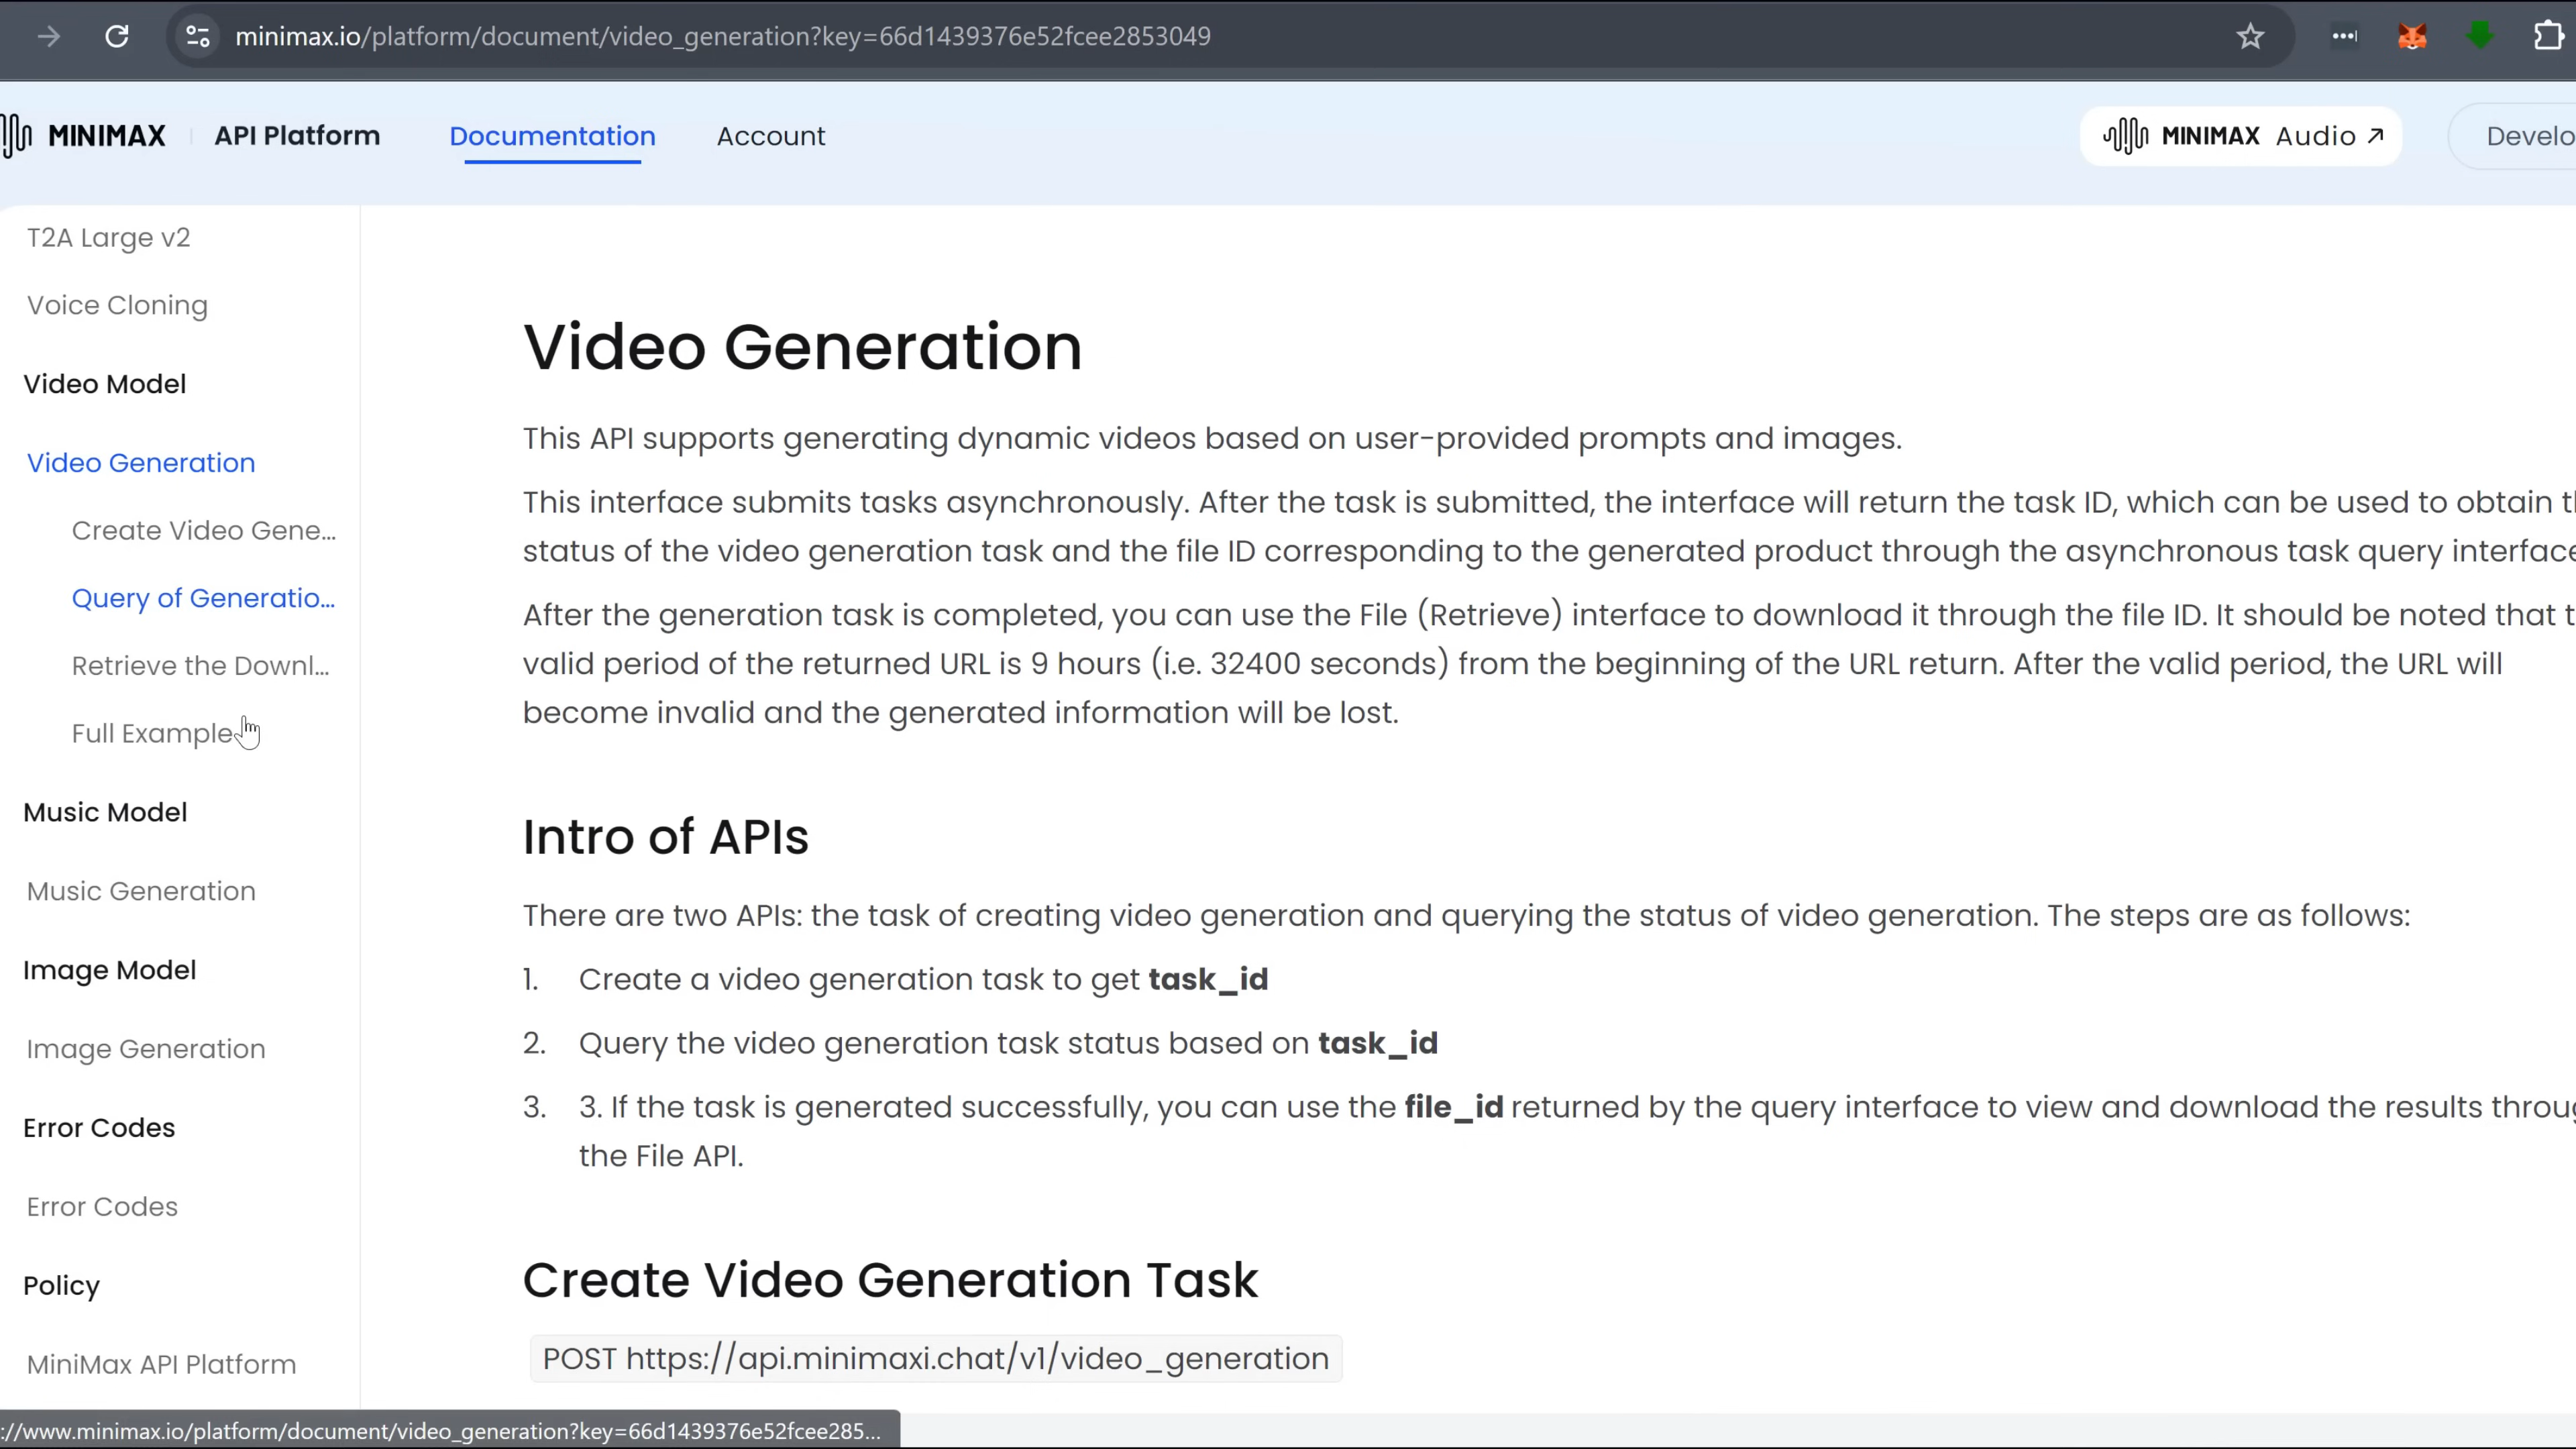 minimax.io/platform/document/video_generation?key=66d1439376e52fcee2853049
MINIMAX
API Platform
Documentation
Account
MINIMAX Audio
Develo
T2A Large v2
Voice Cloning
Video Model
Video Generation
Create Video Gene...
Query of Generatio...
Retrieve the Downl...
Full Example
Music Model
Music Generation
Image Model
Image Generation
Error Codes
Error Codes
Policy
MiniMax API Platform
Video Generation
This API supports generating dynamic videos based on user-provided prompts and images.
This interface submits tasks asynchronously. After the task is submitted, the interface will return the task ID, which can be used to obtain t
status of the video generation task and the file ID corresponding to the generated product through the asynchronous task query interface
After the generation task is completed, you can use the File (Retrieve) interface to download it through the file ID. It should be noted that t
valid period of the returned URL is 9 hours (i.e. 32400 seconds) from the beginning of the URL return. After the valid period, the URL will
become invalid and the generated information will be lost.
Intro of APIs
There are two APIs: the task of creating video generation and querying the status of video generation. The steps are as follows:
1. Create a video generation task to get task_id
2. Query the video generation task status based on task_id
3. 3. If the task is generated successfully, you can use the file_id returned by the query interface to view and download the results throu
the File API.
Create Video Generation Task
POST https://api.minimaxi.chat/v1/video_generation
://www.minimax.io/platform/document/video_generation?key=66d1439376e52fcee285...